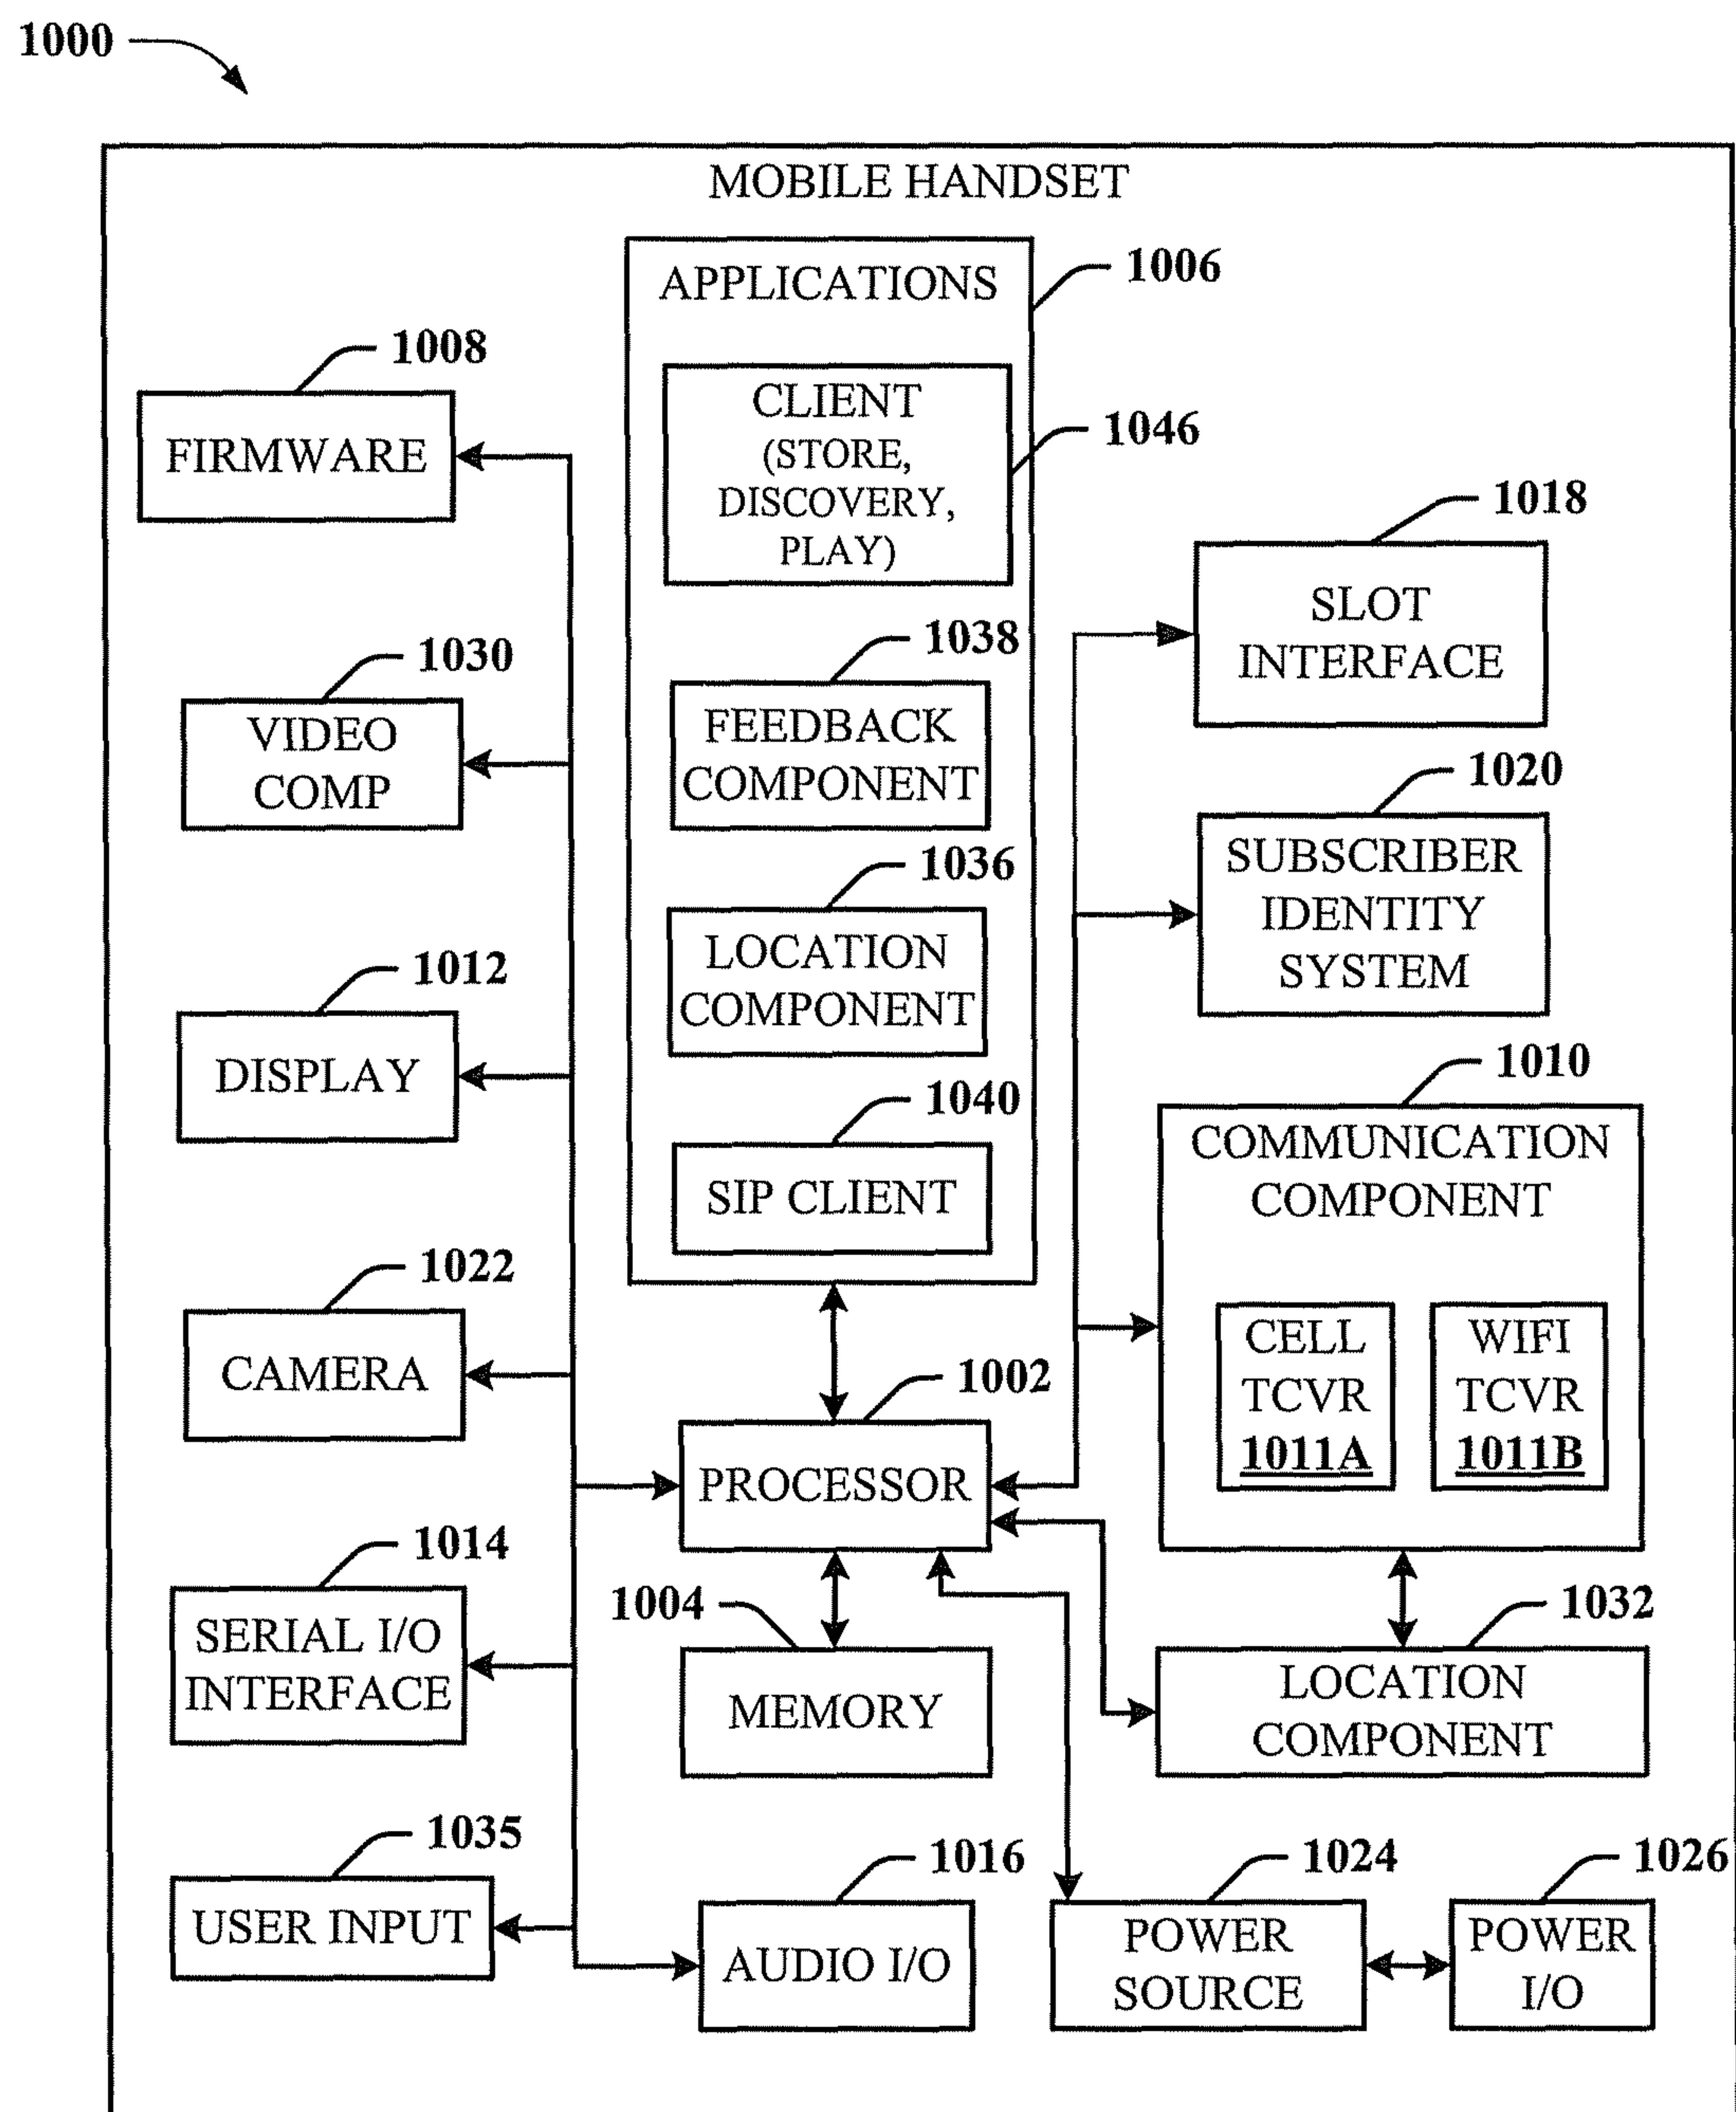 1000
MOBILE HANDSET
APPLICATIONS
1006
CLIENT
(STORE,
DISCOVERY,
PLAY)
1046
1038
FEEDBACK
COMPONENT
1036
LOCATION
COMPONENT
1040
SIP CLIENT
1008
FIRMWARE
1030
VIDEO
COMP
1012
DISPLAY
1022
CAMERA
1014
SERIAL I/O
INTERFACE
1035
USER INPUT
1002
PROCESSOR
1004
MEMORY
1016
AUDIO I/O
1018
SLOT
INTERFACE
1020
SUBSCRIBER
IDENTITY
SYSTEM
1010
COMMUNICATION
COMPONENT
CELL
TCVR
1011A
WIFI
TCVR
1011B
1032
LOCATION
COMPONENT
1024
POWER
SOURCE
1026
POWER
I/O